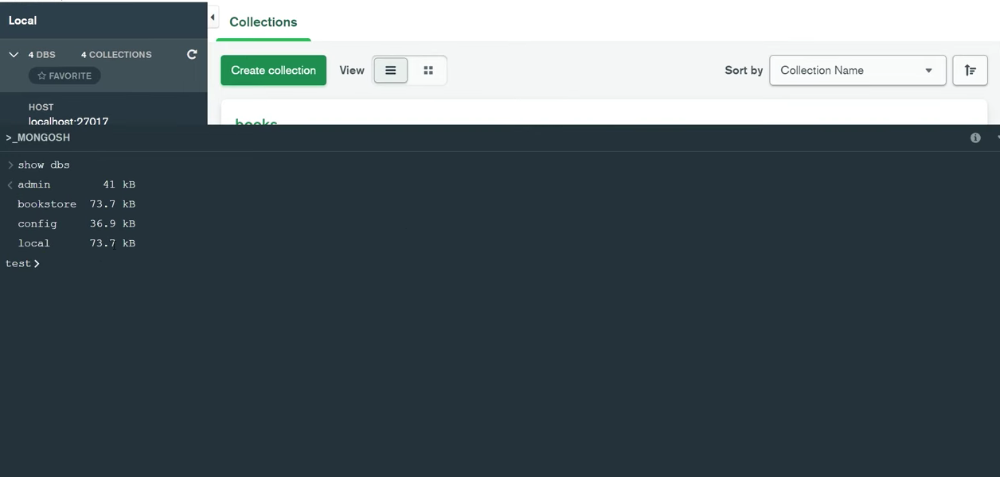 Local
Collections
4 DBS 4 COLLECTIONS
FAVORITE
Create collection View Sort by Collection Name
HOST
localhost:27017
books
>_MONGOSH
> show dbs
< admin 41 kB
bookstore 73.7 kB
config 36.9 kB
local 73.7 kB
test>